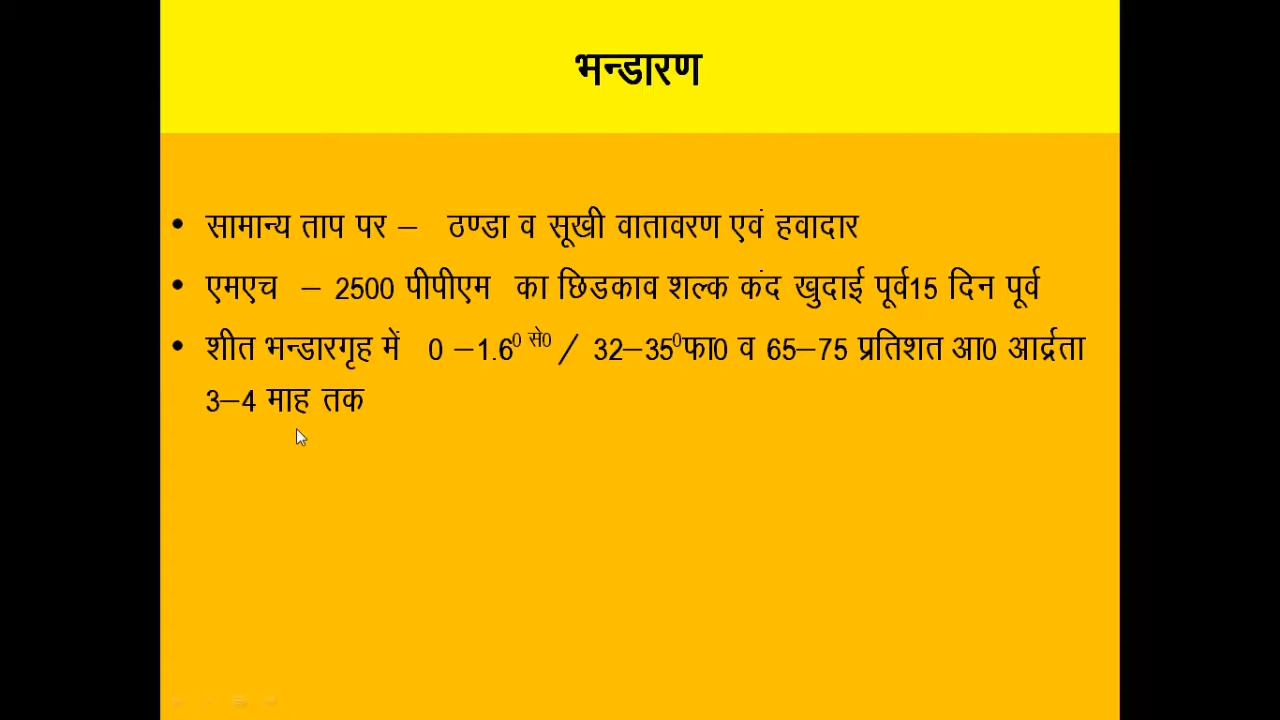 भन्डारण
• सामान्य ताप पर – ठण्डा व सूखी वातावरण एवं हवादार
• एमएच – 2500 पीपीएम का छिडकाव शल्क कंद खुदाई पूर्व15 दिन पूर्व
• शीत भन्डारगृह में 0 –1.6⁰ से0 / 32–35⁰फा0 व 65–75 प्रतिशत आ0 आर्द्रता
3–4 माह तक